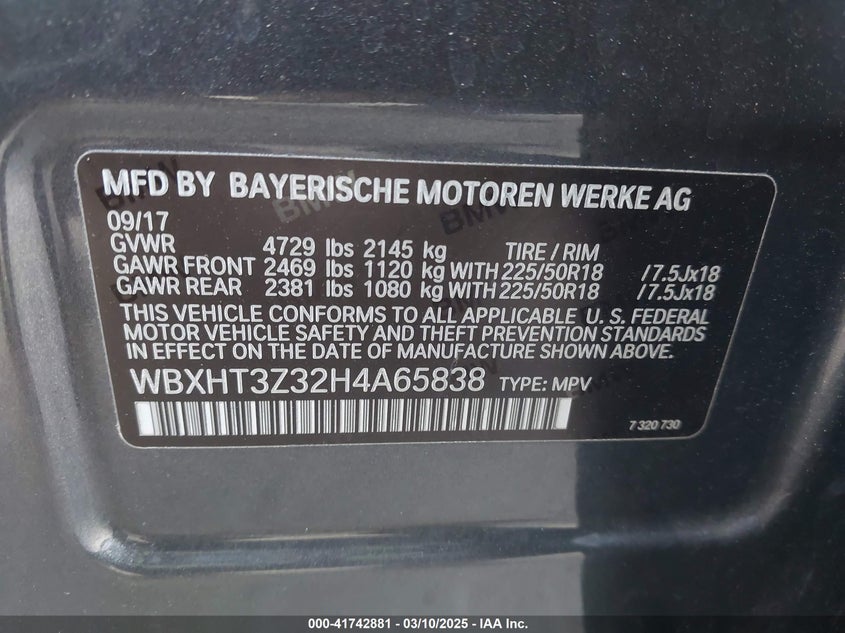 MFD BY BAYERISCHE MOTOREN WERKE AG
09/17
GVWR 4729 lbs 2145 kg TIRE / RIM
GAWR FRONT 2469 lbs 1120 kg WITH 225/50R18 /7.5Jx18
GAWR REAR 2381 lbs 1080 kg WITH 225/50R18 /7.5Jx18
THIS VEHICLE CONFORMS TO ALL APPLICABLE U. S. FEDERAL
MOTOR VEHICLE SAFETY AND THEFT PREVENTION STANDARDS
IN EFFECT ON THE DATE OF MANUFACTURE SHOWN ABOVE.
WBXHT3Z32H4A65838 TYPE: MPV
7 320 730
000-41742881 - 03/10/2025 - IAA Inc.